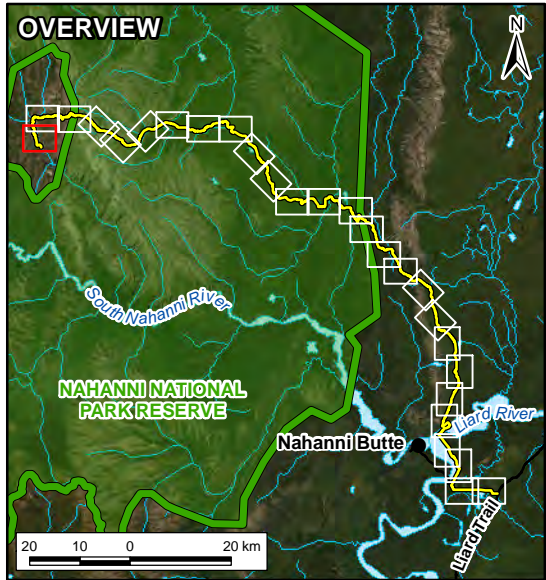 OVERVIEW
N
South Nahanni River
NAHANNI NATIONAL
PARK RESERVE
Liard River
Nahanni Butte
Liard Trail
20 10 0 20 km